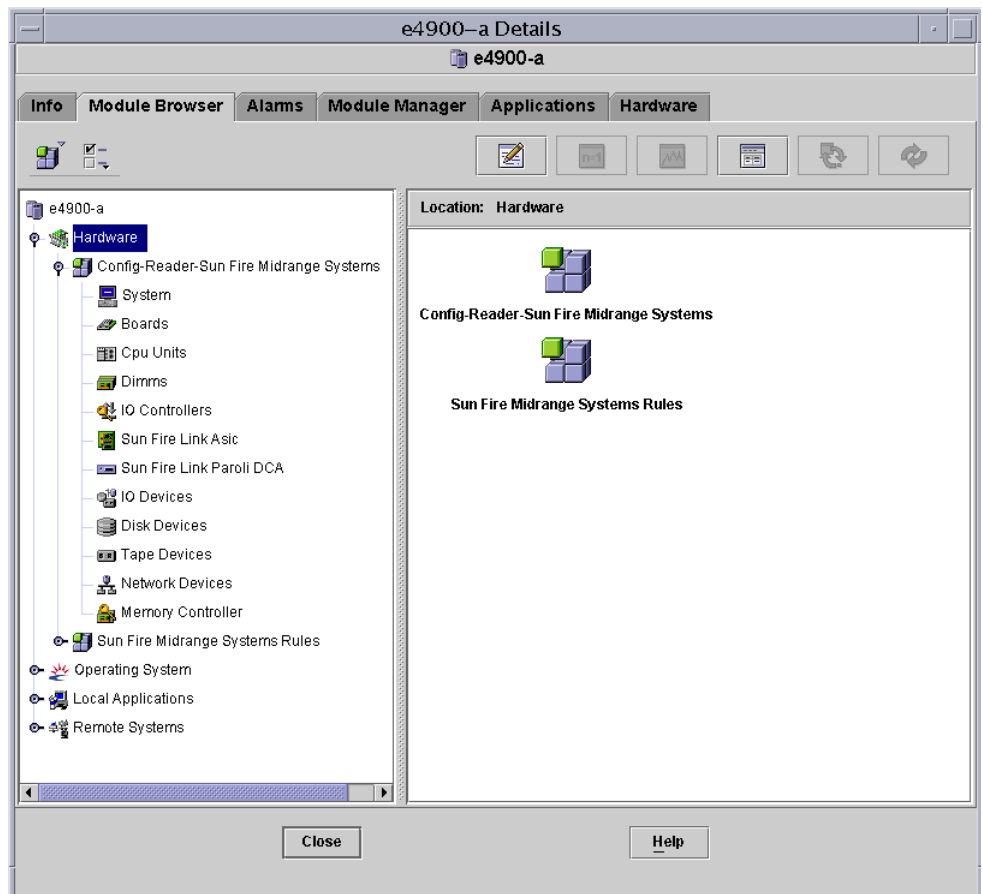 e4900–a Details
e4900-a
Info Module Browser Alarms Module Manager Applications Hardware
n=1
e4900-a
Hardware
Config-Reader-Sun Fire Midrange Systems
System
Boards
Cpu Units
Dimms
IO Controllers
Sun Fire Link Asic
Sun Fire Link Paroli DCA
IO Devices
Disk Devices
Tape Devices
Network Devices
Memory Controller
Sun Fire Midrange Systems Rules
Operating System
Local Applications
Remote Systems
Location: Hardware
Config-Reader-Sun Fire Midrange Systems
Sun Fire Midrange Systems Rules
Close Help